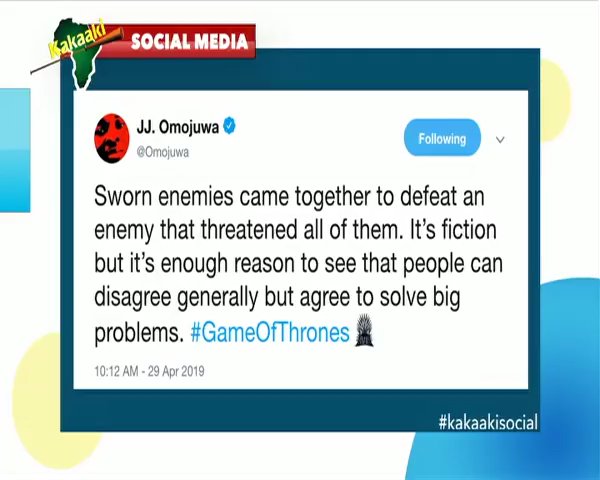 Kakaaki
SOCIAL MEDIA
JJ. Omojuwa
@Omojuwa
Following
Sworn enemies came together to defeat an
enemy that threatened all of them. It's fiction
but it's enough reason to see that people can
disagree generally but agree to solve big
problems. #GameOfThrones
10:12 AM - 29 Apr 2019
#kakaakisocial